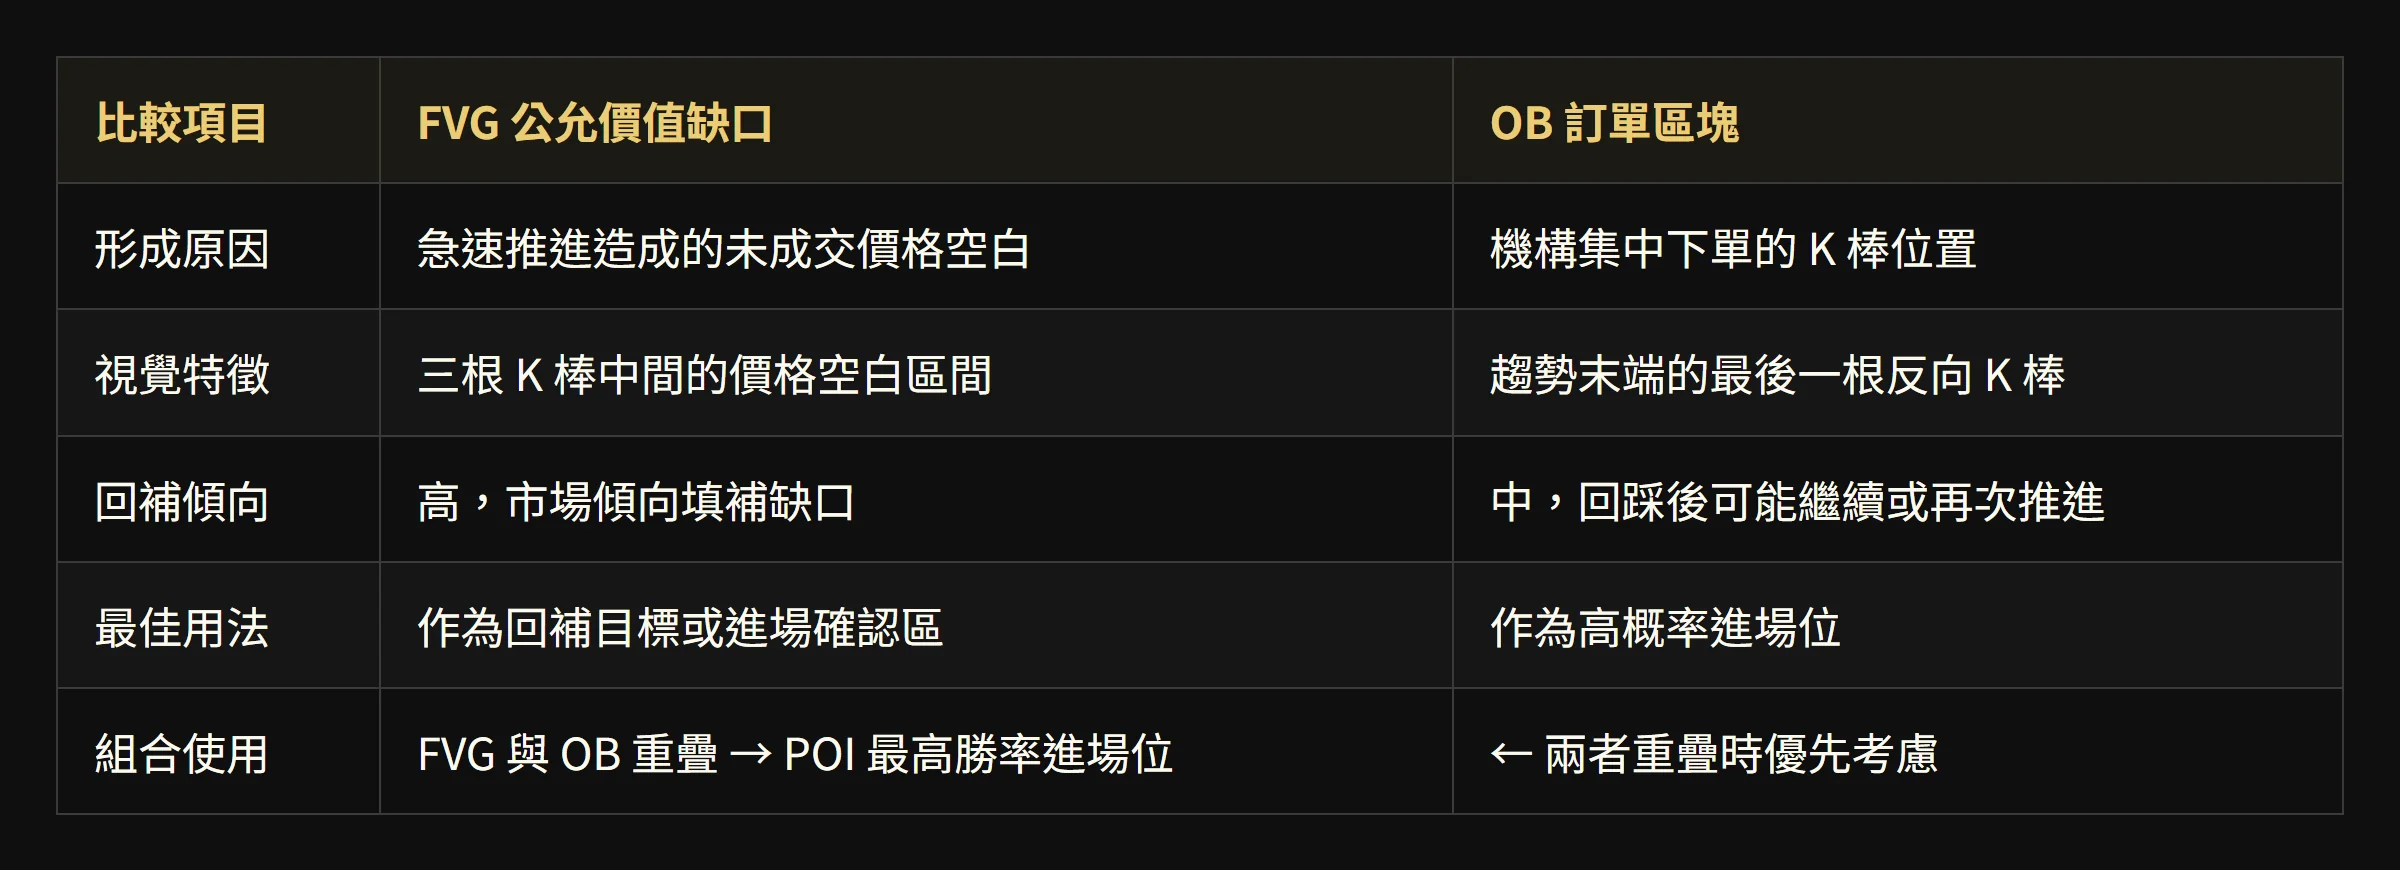 比較項目 FVG 公允價值缺口 OB 訂單區塊
形成原因 急速推進造成的未成交價格空白 機構集中下單的 K 棒位置
視覺特徵 三根 K 棒中間的價格空白區間 趨勢末端的最後一根反向 K 棒
回補傾向 高，市場傾向填補缺口 中，回踩後可能繼續或再次推進
最佳用法 作為回補目標或進場確認區 作為高概率進場位
組合使用 FVG 與 OB 重疊 → POI 最高勝率進場位 ← 兩者重疊時優先考慮